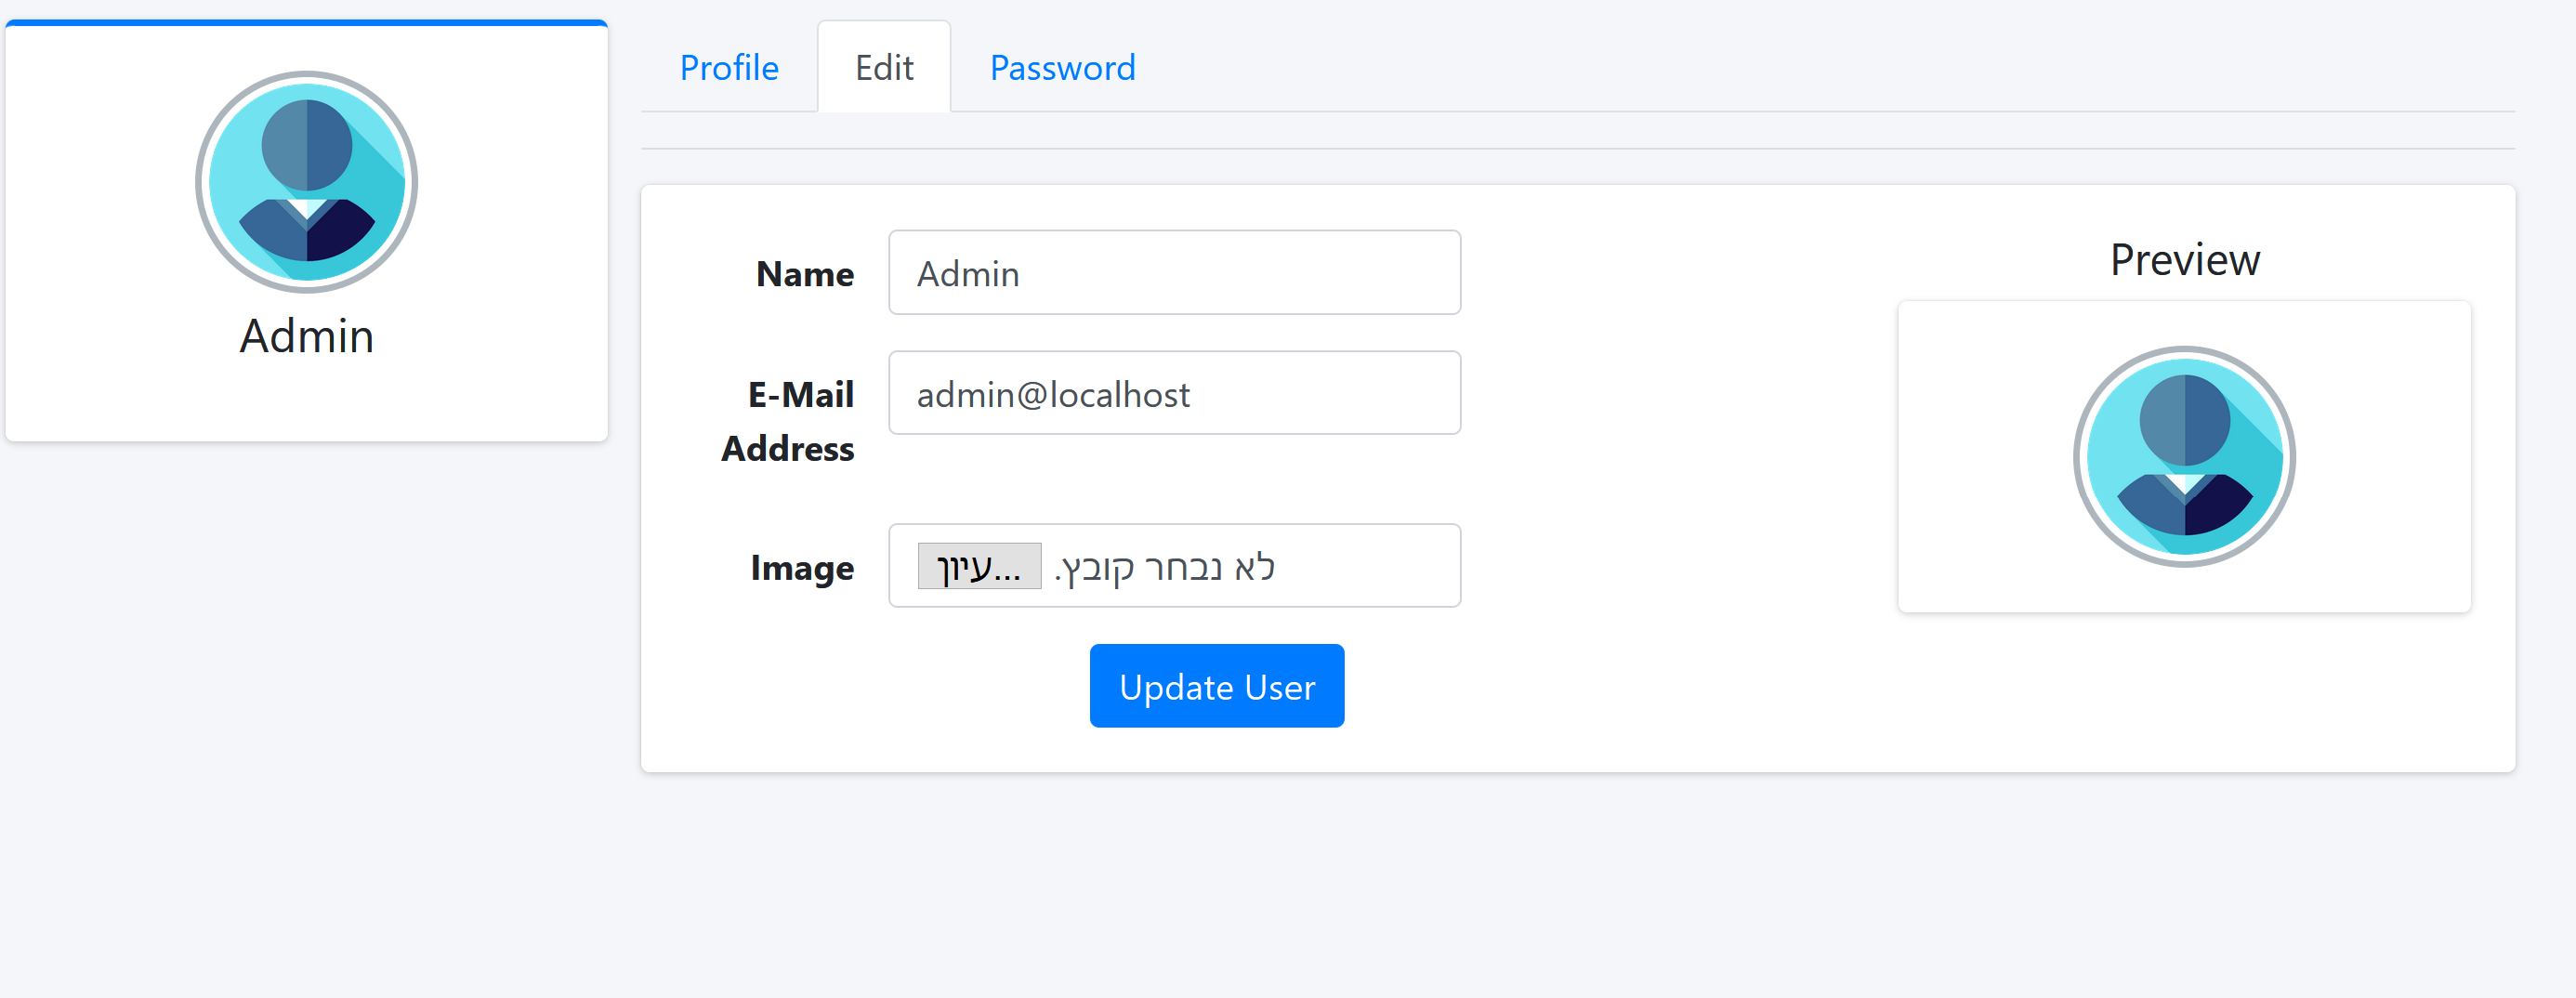 Admin
Profile
Edit
Password
Name
Admin
E-Mail
Address
admin@localhost
Image
עיון...
לא נבחר קובץ.
Update User
Preview